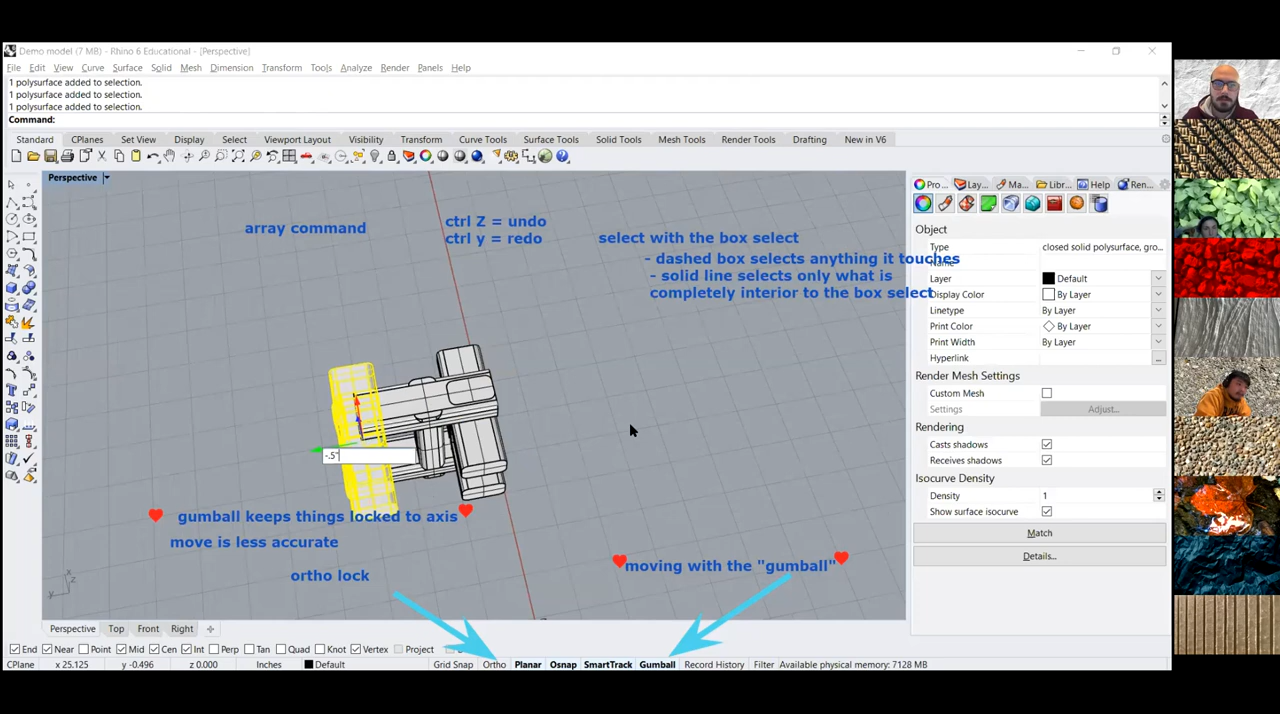 Demo model (7 MB) - Rhino 6 Educational - [Perspective]
File Edit View Curve Surface Solid Mesh Dimension Transform Tools Analyze Render Panels Help
1 polysurface added to selection.
1 polysurface added to selection.
1 polysurface added to selection.
Command:
Standard CPlanes Set View Display Select Viewport Layout Visibility Transform Curve Tools Surface Tools Solid Tools Mesh Tools Render Tools Drafting New in V6
Perspective
Pro... Lay... Ma... Libr... Help Ren...
array command
ctrl Z = undo
ctrl y = redo
select with the box select
- dashed box selects anything it touches
- solid line selects only what is
completely interior to the box select
Object
Type closed solid polysurface, gro...
Name
Layer Default
Display Color By Layer
Linetype By Layer
Print Color By Layer
Print Width By Layer
Hyperlink ...
Render Mesh Settings
Custom Mesh
Settings Adjust...
Rendering
Casts shadows
Receives shadows
Isocurve Density
Density 1
Show surface isocurve
Match
Details...
-.5"
gumball keeps things locked to axis
move is less accurate
ortho lock
moving with the "gumball"
z
x
y
Perspective Top Front Right
End Near Point Mid Cen Int Perp Tan Quad Knot Vertex Project
CPlane x 25.125 y -0.496 z 0.000 Inches Default Grid Snap Ortho Planar Osnap SmartTrack Gumball Record History Filter Available physical memory: 7128 MB